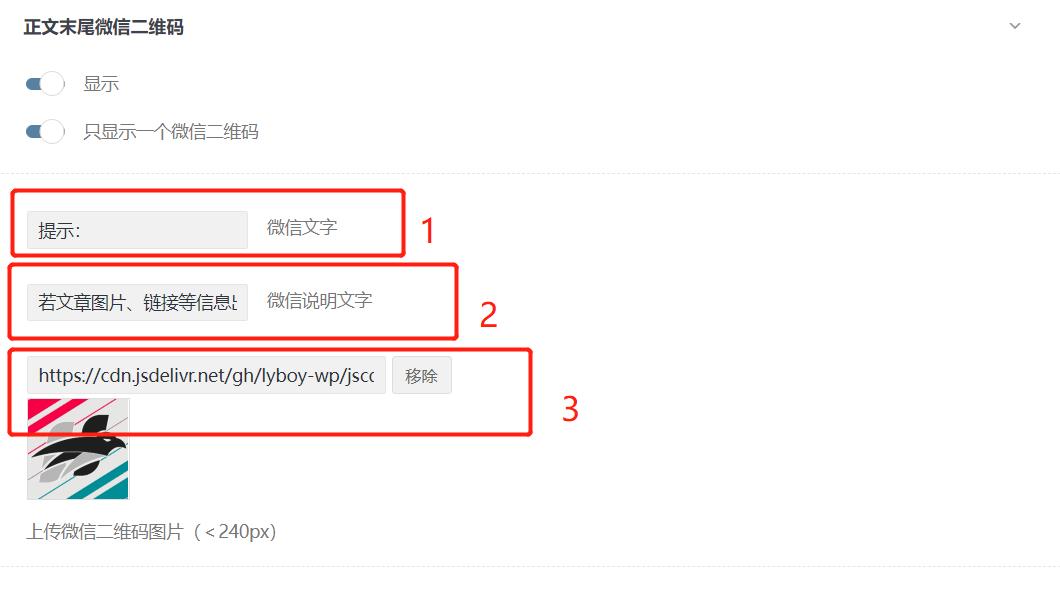 正文末尾微信二维码
显示
只显示一个微信二维码
提示: 微信文字 1
若文章图片、链接等信息 微信说明文字 2
https://cdn.jsdelivr.net/gh/lyboy-wp/jsc 移除 3
上传微信二维码图片（<240px）